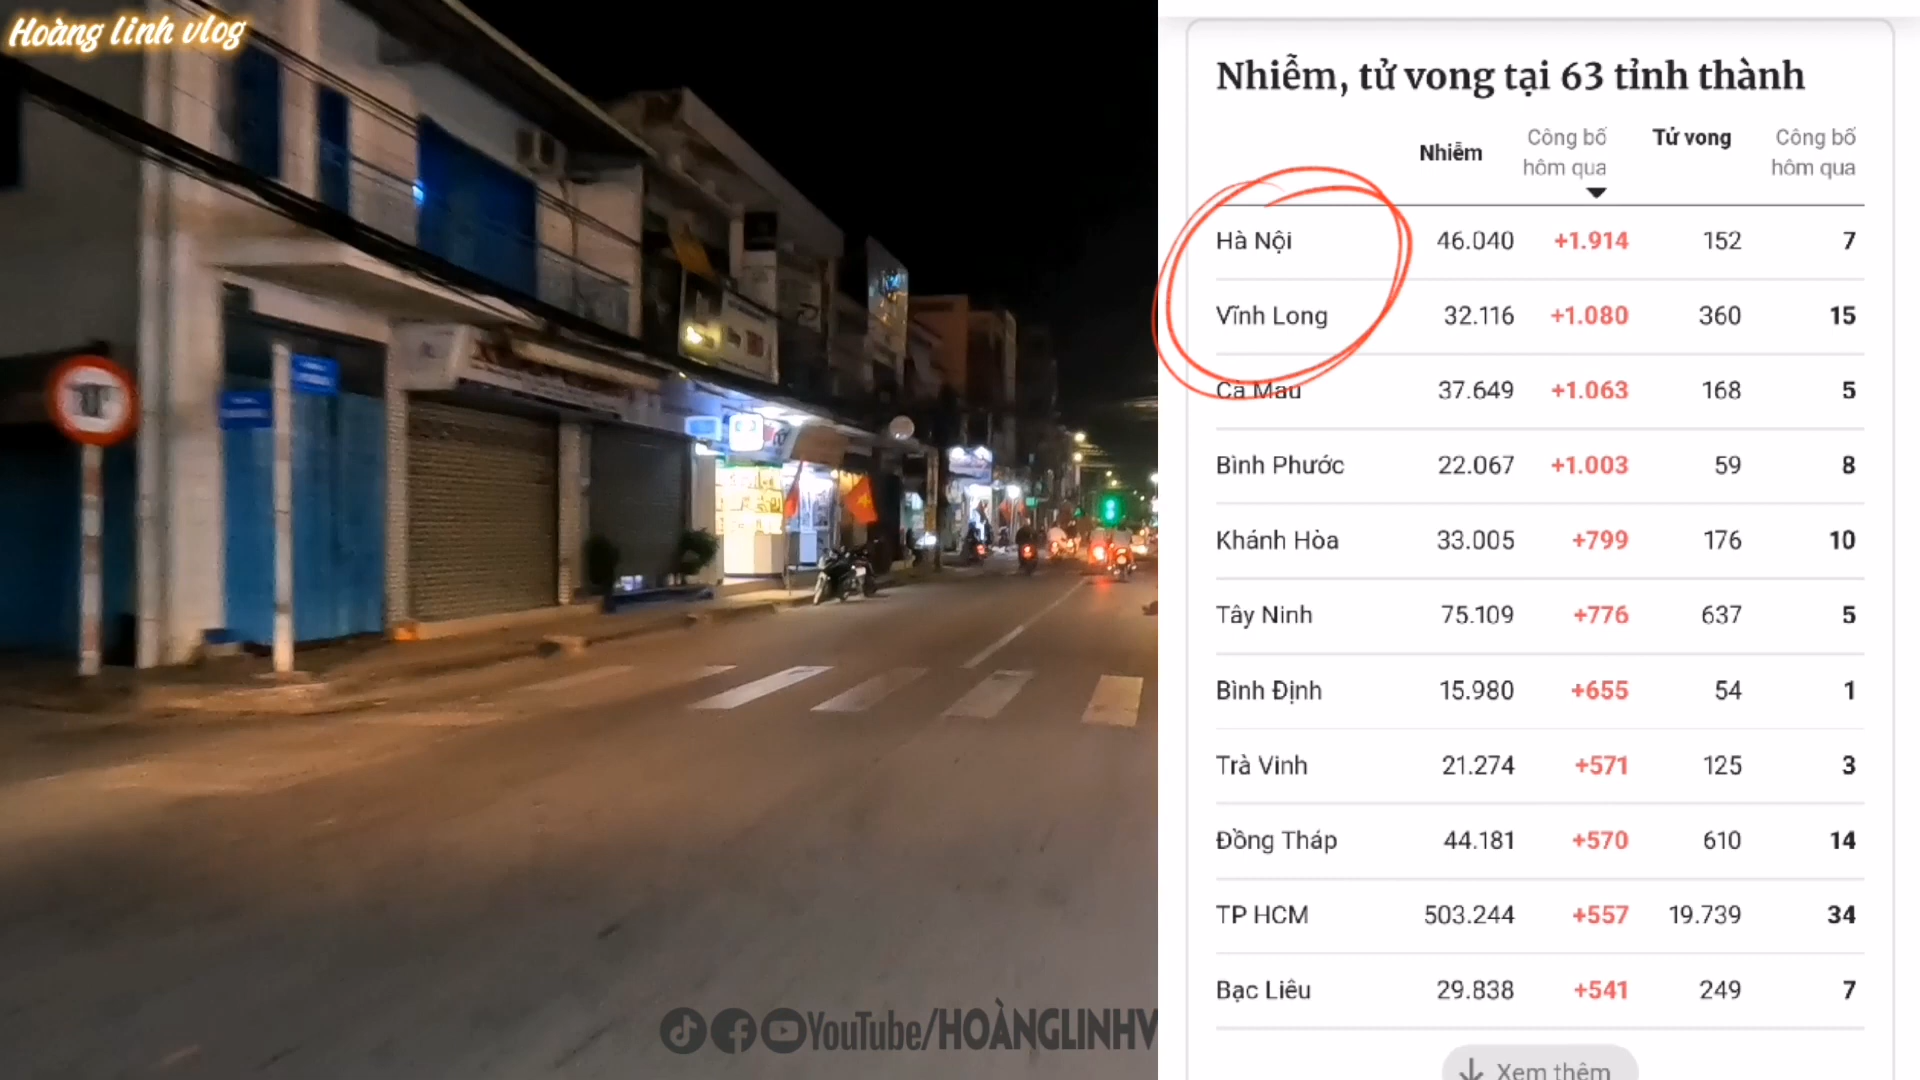 Hoàng linh vlog
YouTube/HOÀNGLINHV
Nhiễm, tử vong tại 63 tỉnh thành
Nhiễm Công bố hôm qua Tử vong Công bố hôm qua
Hà Nội 46.040 +1.914 152 7
Vĩnh Long 32.116 +1.080 360 15
Cà Mau 37.649 +1.063 168 5
Bình Phước 22.067 +1.003 59 8
Khánh Hòa 33.005 +799 176 10
Tây Ninh 75.109 +776 637 5
Bình Định 15.980 +655 54 1
Trà Vinh 21.274 +571 125 3
Đồng Tháp 44.181 +570 610 14
TP HCM 503.244 +557 19.739 34
Bạc Liêu 29.838 +541 249 7
Xem thêm